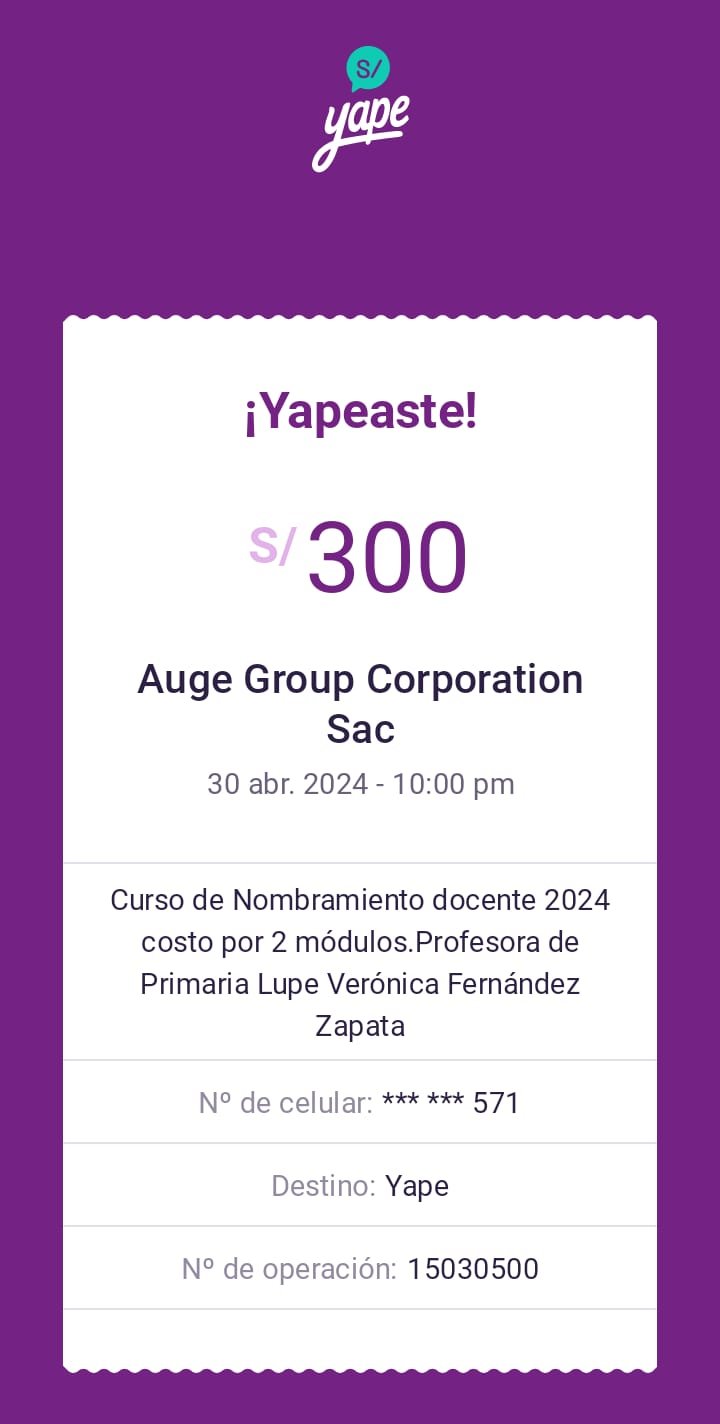 S/
yape
¡Yapeaste!
S/ 300
Auge Group Corporation
Sac
30 abr. 2024 - 10:00 pm
Curso de Nombramiento docente 2024
costo por 2 módulos.Profesora de
Primaria Lupe Verónica Fernández
Zapata
Nº de celular: *** *** 571
Destino: Yape
Nº de operación: 15030500